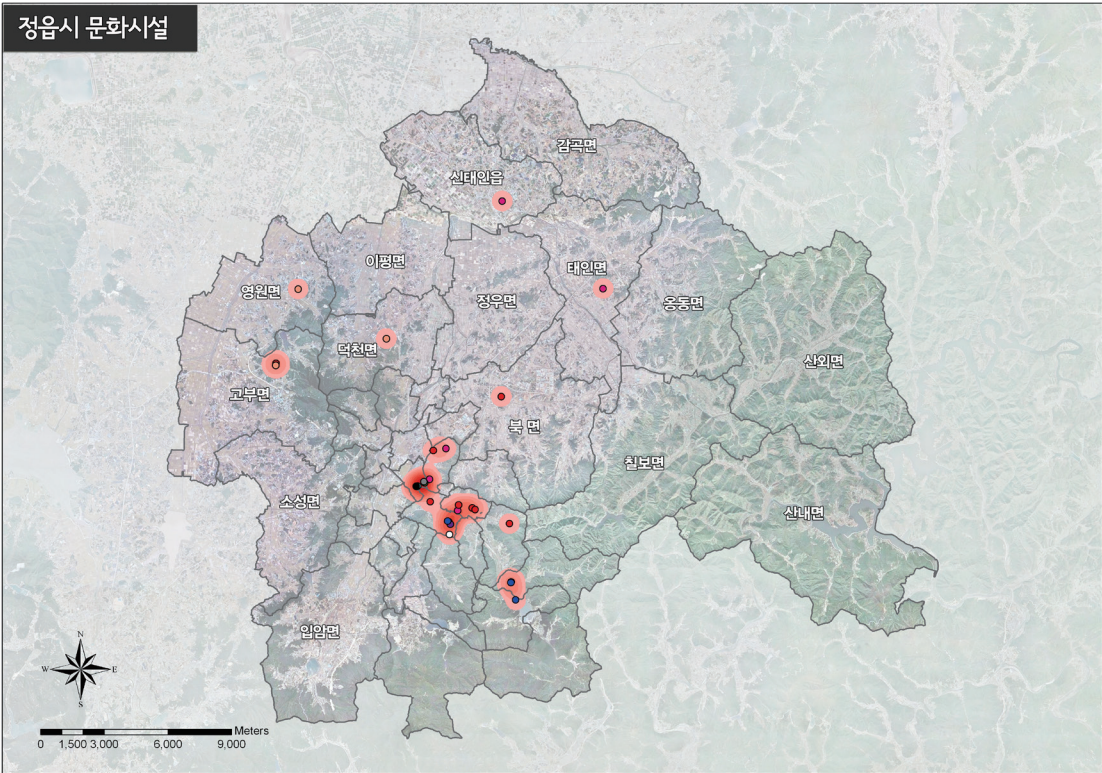 정읍시 문화시설
감곡면
신태인읍
이평면
태인면
영원면
정우면
옹동면
덕천면
산외면
고부면
북 면
칠보면
소성면
산내면
입암면
N
W E
S
Meters
0 1,500 3,000 6,000 9,000